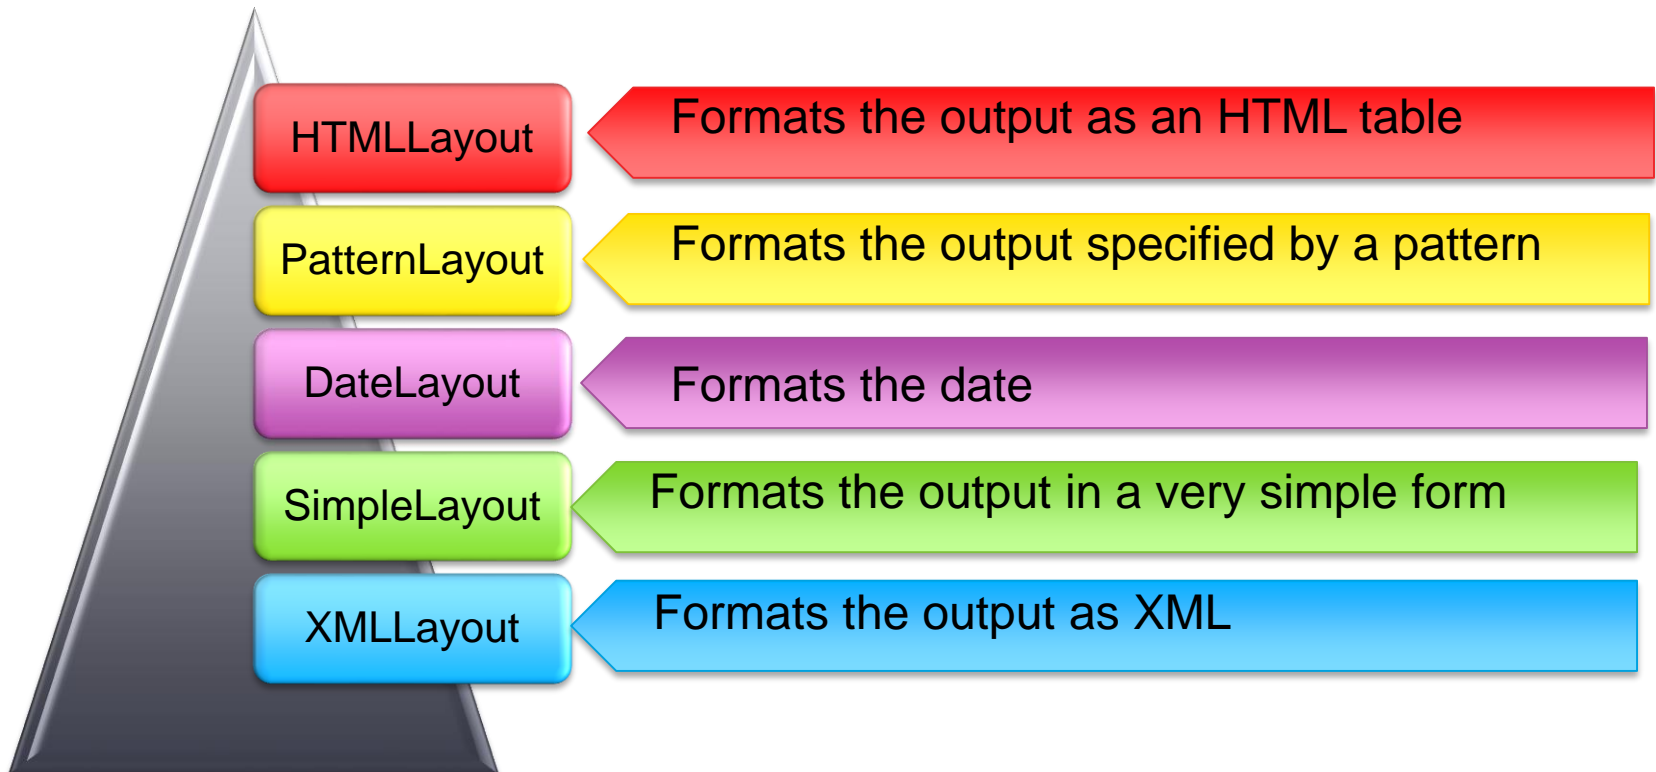 HTMLLayout
Formats the output as an HTML table
PatternLayout
Formats the output specified by a pattern
DateLayout
Formats the date
SimpleLayout
Formats the output in a very simple form
XMLLayout
Formats the output as XML